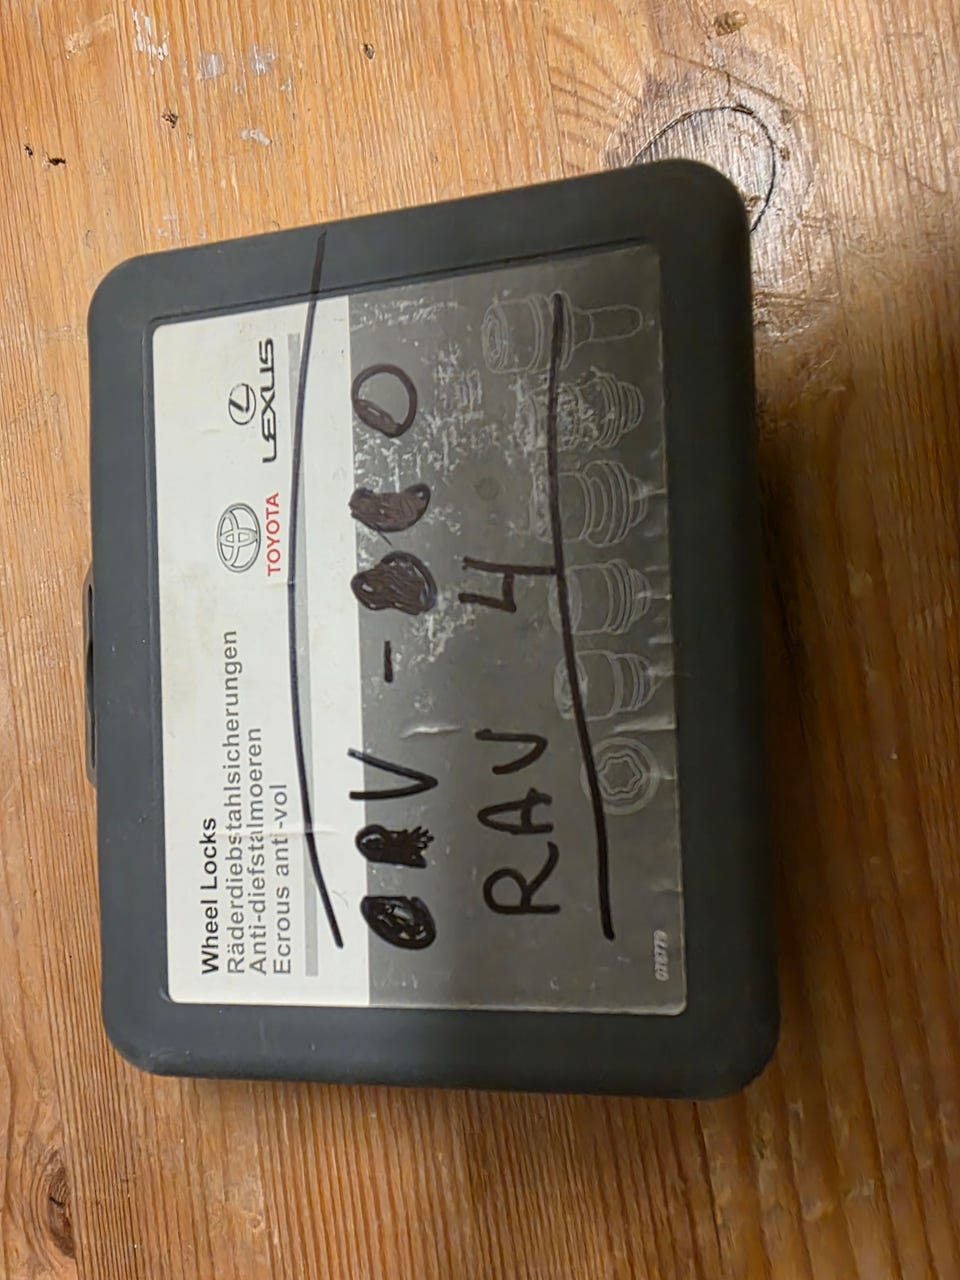 Wheel Locks
Räderdiebstahlsicherungen
Anti-diefstalmoeren
Ecrous anti-vol
TOYOTA
LEXUS
RAV 4